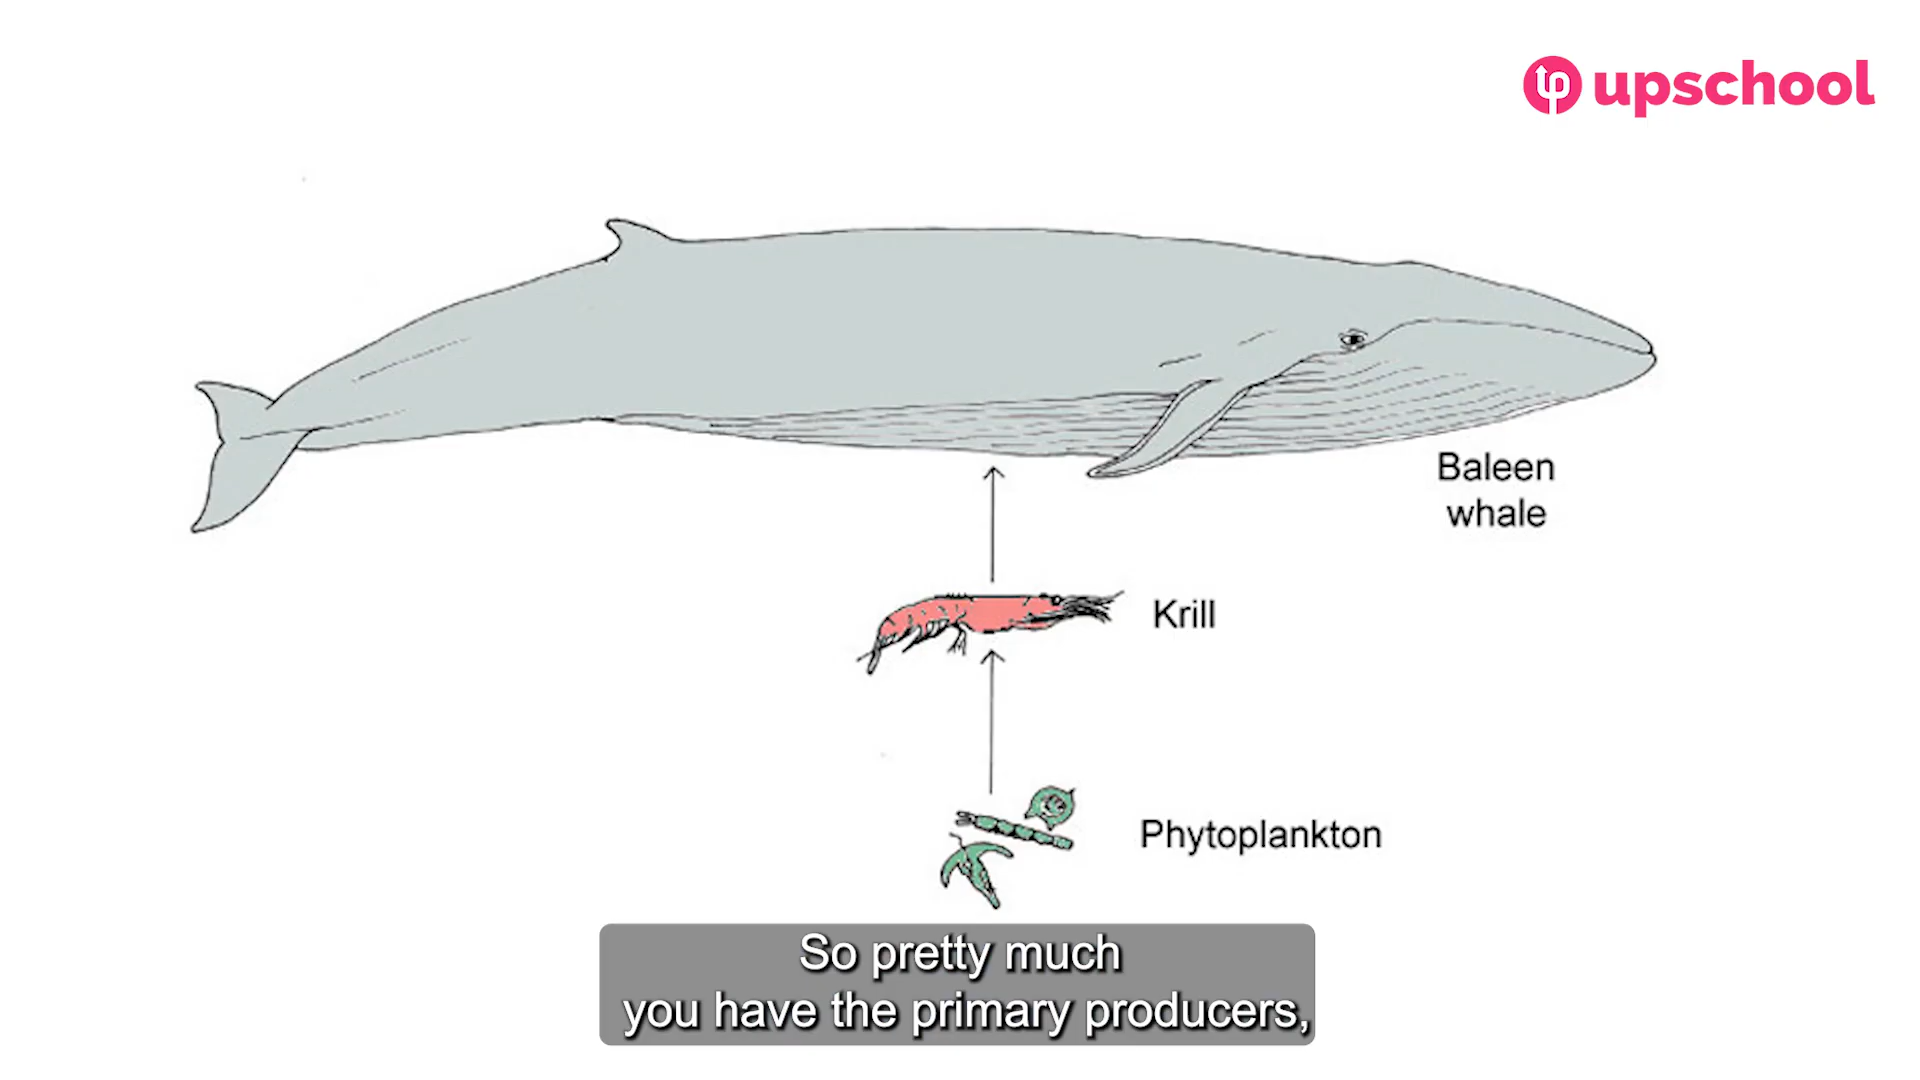 upschool
Baleen
whale
Krill
Phytoplankton
So pretty much
you have the primary producers,